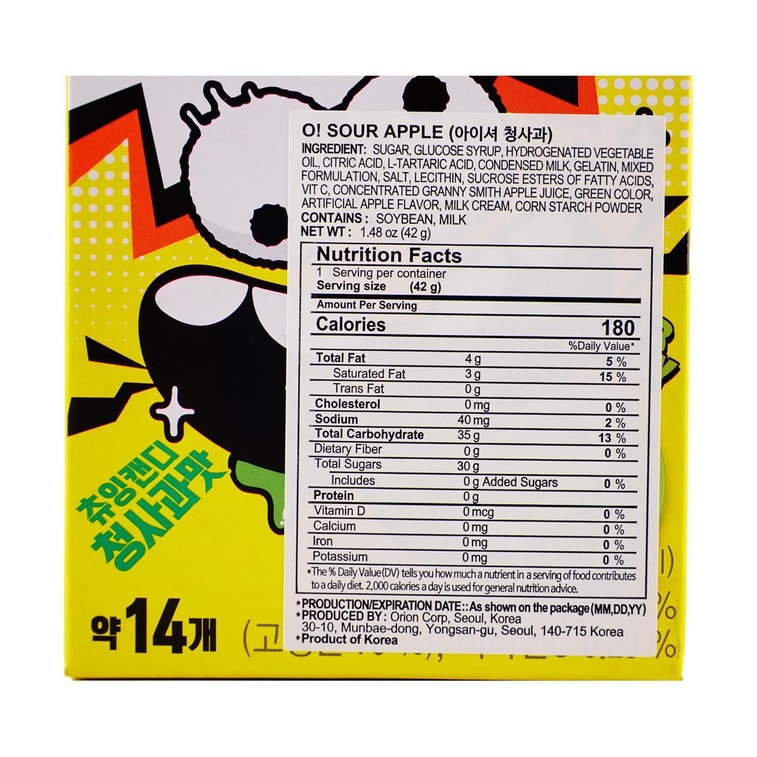 O! SOUR APPLE (아이셔 청사과)
INGREDIENT: SUGAR, GLUCOSE SYRUP, HYDROGENATED VEGETABLE
OIL, CITRIC ACID, L-TARTARIC ACID, CONDENSED MILK, GELATIN, MIXED
FORMULATION, SALT, LECITHIN, SUCROSE ESTERS OF FATTY ACIDS,
VIT C, CONCENTRATED GRANNY SMITH APPLE JUICE, GREEN COLOR,
ARTIFICIAL APPLE FLAVOR, MILK CREAM, CORN STARCH POWDER
CONTAINS : SOYBEAN, MILK
NET WT : 1.48 oz (42 g)
Nutrition Facts
1 Serving per container
Serving size (42 g)
Amount Per Serving
Calories 180
%Daily Value*
Total Fat 4 g 5 %
Saturated Fat 3 g 15 %
Trans Fat 0 g
Cholesterol 0 mg 0 %
Sodium 40 mg 2 %
Total Carbohydrate 35 g 13 %
Dietary Fiber 0 g 0 %
Total Sugars 30 g
Includes 0 g Added Sugars 0 %
Protein 0 g
Vitamin D 0 mcg 0 %
Calcium 0 mg 0 %
Iron 0 mg 0 %
Potassium 0 mg 0 %
*The % Daily Value (DV) tells you how much a nutrient in a serving of food contributes
to a daily diet. 2,000 calories a day is used for general nutrition advice.
*PRODUCTION/EXPIRATION DATE:: As shown on the package (MM,DD,YY)
*PRODUCED BY : Orion Corp, Seoul, Korea
30-10, Munbae-dong, Yongsan-gu, Seoul, 140-715 Korea
*Product of Korea
츄잉캔디
청사과맛
약 14개